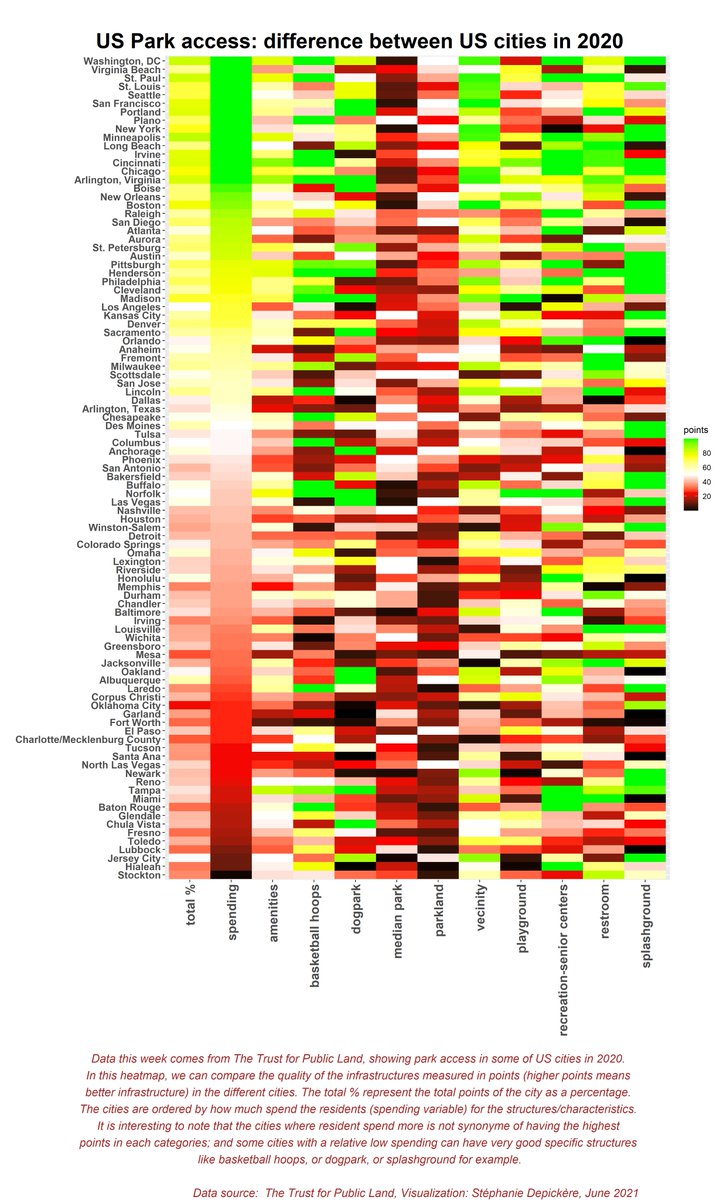 US Park access: difference between US cities in 2020
Washington, DC
Virginia Beach
St. Paul
St. Louis
Seattle
San Francisco
Portland
Plano
New York
Minneapolis
Long Beach
Irvine
Cincinnati
Chicago
Arlington, Virginia
Boise
New Orleans
Boston
Raleigh
San Diego
Atlanta
Aurora
St. Petersburg
Austin
Pittsburgh
Henderson
Philadelphia
Cleveland
Madison
Los Angeles
Kansas City
Denver
Sacramento
Orlando
Anaheim
Fremont
Milwaukee
Scottsdale
San Jose
Lincoln
Dallas
Arlington, Texas
Chesapeake
Des Moines
Tulsa
Columbus
Anchorage
Phoenix
San Antonio
Bakersfield
Buffalo
Norfolk
Las Vegas
Nashville
Houston
Winston-Salem
Detroit
Colorado Springs
Omaha
Lexington
Riverside
Honolulu
Memphis
Durham
Chandler
Baltimore
Irving
Louisville
Wichita
Greensboro
Mesa
Jacksonville
Oakland
Albuquerque
Laredo
Corpus Christi
Oklahoma City
Garland
Fort Worth
El Paso
Charlotte/Mecklenburg County
Tucson
Santa Ana
North Las Vegas
Newark
Reno
Tampa
Miami
Baton Rouge
Glendale
Chula Vista
Fresno
Toledo
Lubbock
Jersey City
Hialeah
Stockton
total %
spending
amenities
basketball hoops
dogpark
median park
parkland
vecinity
playground
recreation-senior centers
restroom
splashground
points
80
60
40
20
Data this week comes from The Trust for Public Land, showing park access in some of US cities in 2020.
In this heatmap, we can compare the quality of the infrastructures measured in points (higher points means
better infrastructure) in the different cities. The total % represent the total points of the city as a percentage.
The cities are ordered by how much spend the residents (spending variable) for the structures/characteristics.
It is interesting to note that the cities where resident spend more is not synonyme of having the highest
points in each categories; and some cities with a relative low spending can have very good specific structures
like basketball hoops, or dogpark, or splashground for example.
Data source: The Trust for Public Land, Visualization: Stéphanie Depickère, June 2021